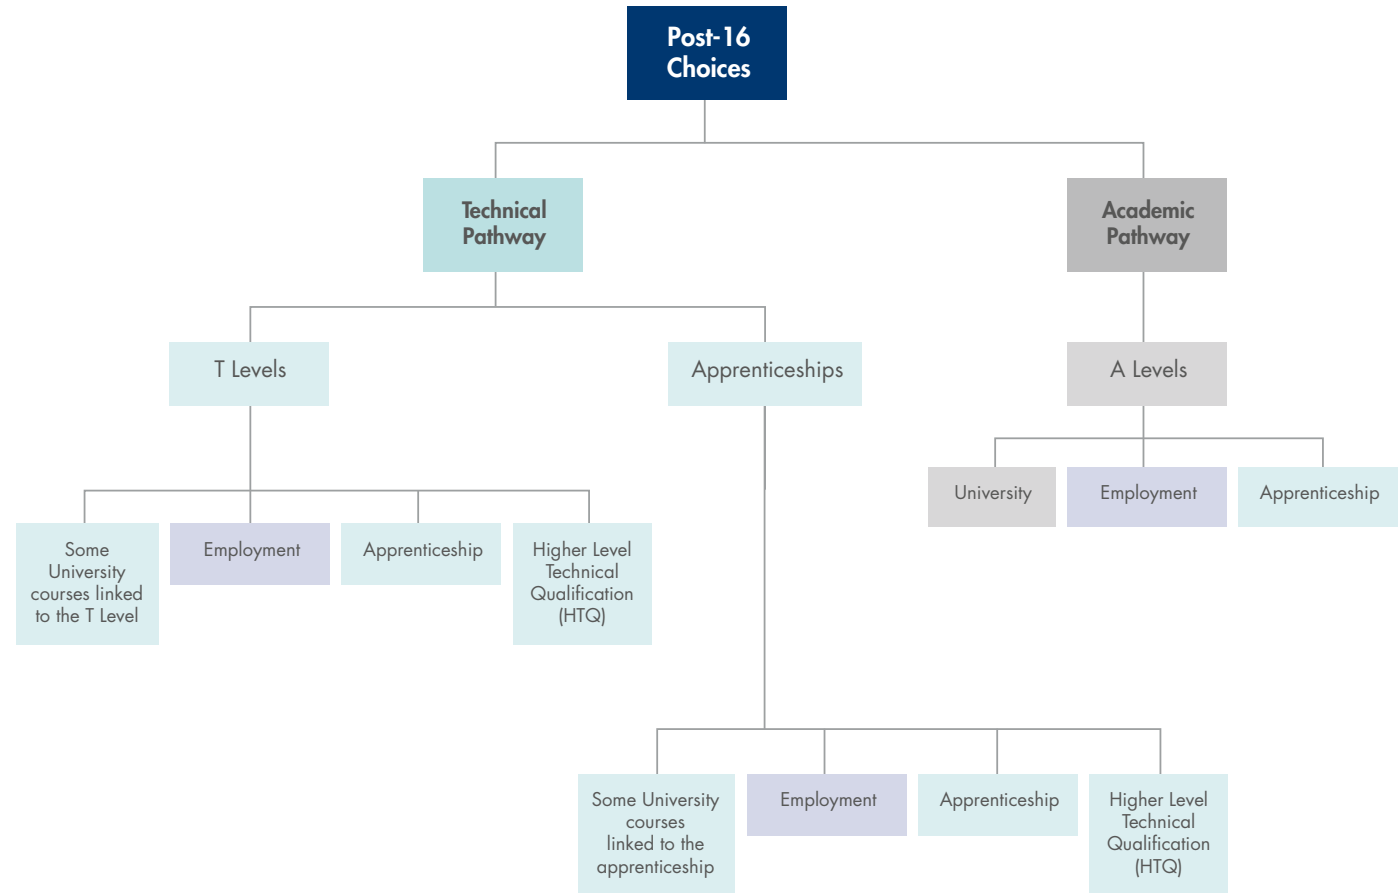 Post-16
Choices
Technical
Pathway
Academic
Pathway
T Levels
Apprenticeships
A Levels
University
Employment
Apprenticeship
Some
University
courses linked
to the T Level
Employment
Apprenticeship
Higher Level
Technical
Qualification
(HTQ)
Some University
courses
linked to the
apprenticeship
Employment
Apprenticeship
Higher Level
Technical
Qualification
(HTQ)